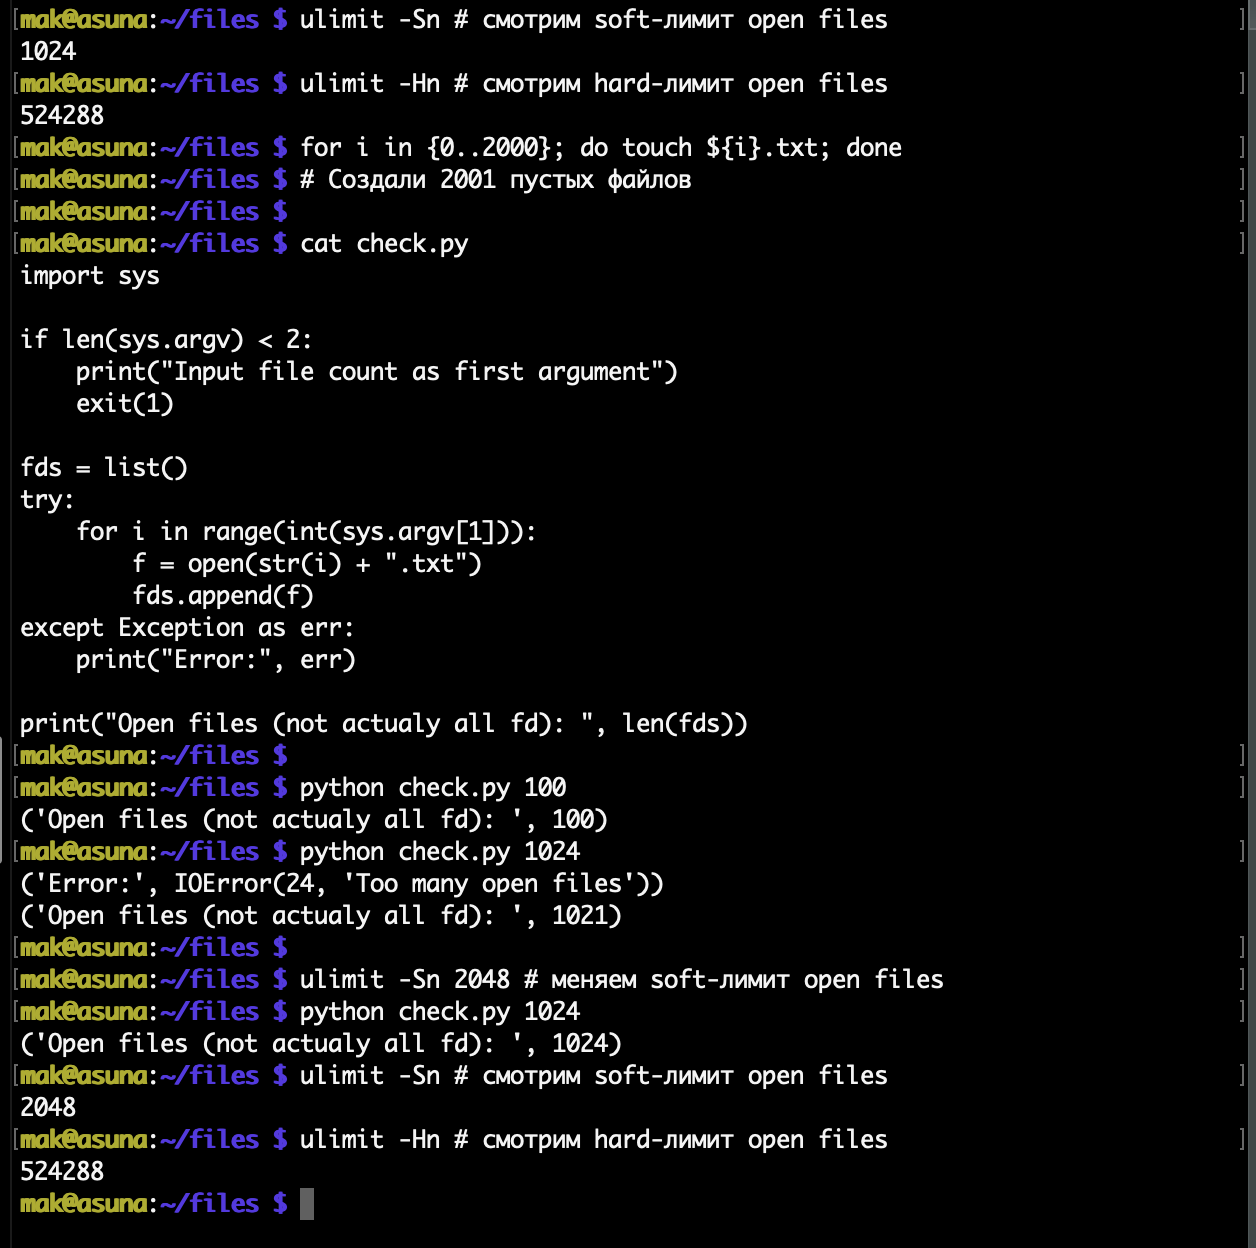 [mak@asuna:~/files $ ulimit -Sn # смотрим soft-лимит open files ]
1024
[mak@asuna:~/files $ ulimit -Hn # смотрим hard-лимит open files ]
524288
[mak@asuna:~/files $ for i in {0..2000}; do touch ${i}.txt; done ]
[mak@asuna:~/files $ # Создали 2001 пустых файлов ]
[mak@asuna:~/files $ ]
[mak@asuna:~/files $ cat check.py ]
import sys

if len(sys.argv) < 2:
    print("Input file count as first argument")
    exit(1)

fds = list()
try:
    for i in range(int(sys.argv[1])):
        f = open(str(i) + ".txt")
        fds.append(f)
except Exception as err:
    print("Error:", err)

print("Open files (not actualy all fd): ", len(fds))
[mak@asuna:~/files $ ]
[mak@asuna:~/files $ python check.py 100 ]
('Open files (not actualy all fd): ', 100)
[mak@asuna:~/files $ python check.py 1024 ]
('Error:', IOError(24, 'Too many open files'))
('Open files (not actualy all fd): ', 1021)
[mak@asuna:~/files $ ]
[mak@asuna:~/files $ ulimit -Sn 2048 # меняем soft-лимит open files ]
[mak@asuna:~/files $ python check.py 1024 ]
('Open files (not actualy all fd): ', 1024)
[mak@asuna:~/files $ ulimit -Sn # смотрим soft-лимит open files ]
2048
[mak@asuna:~/files $ ulimit -Hn # смотрим hard-лимит open files ]
524288
mak@asuna:~/files $